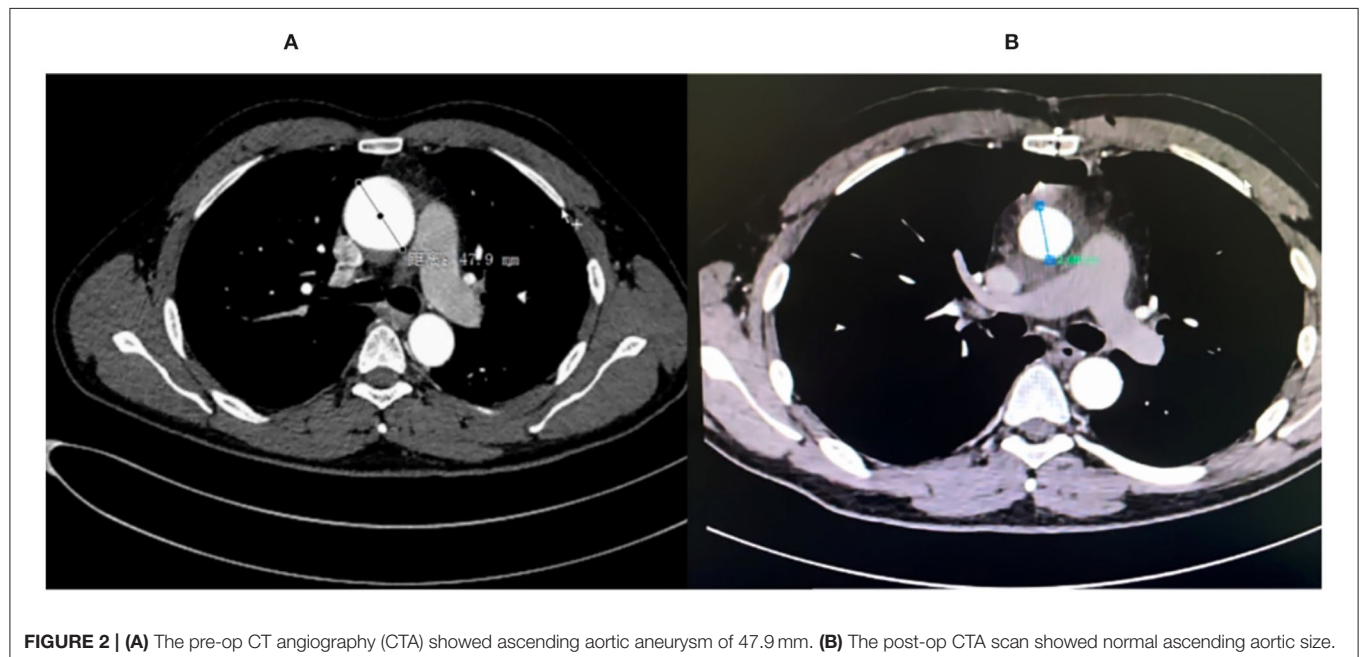 A
B
距离: 47.9 mm
FIGURE 2 | (A) The pre-op CT angiography (CTA) showed ascending aortic aneurysm of 47.9 mm. (B) The post-op CTA scan showed normal ascending aortic size.